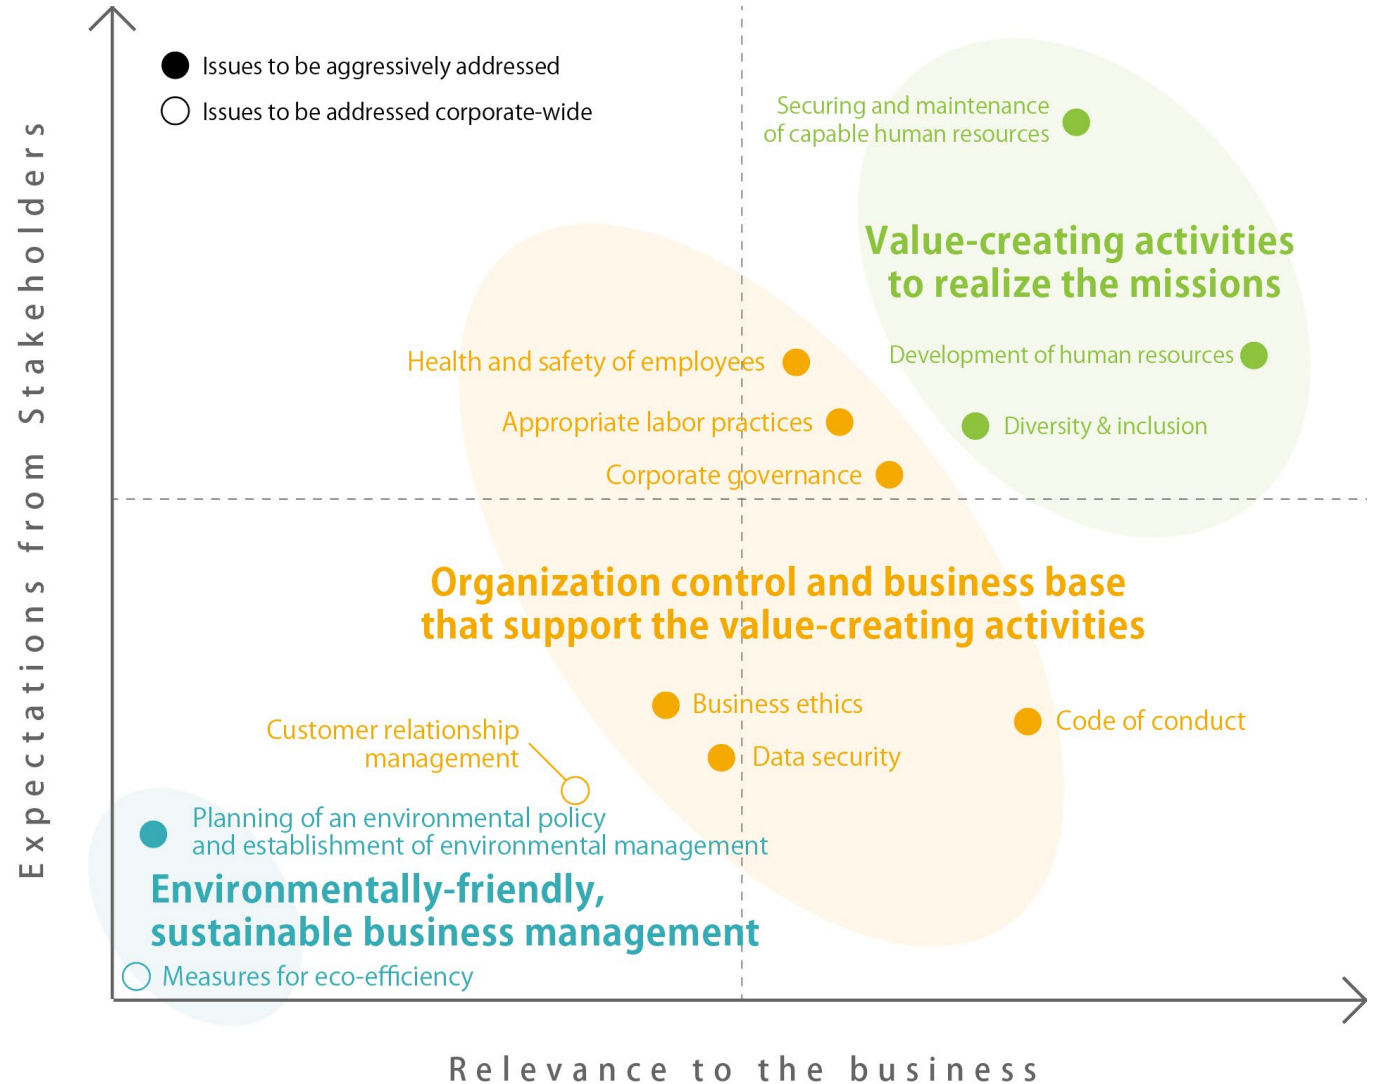 Issues to be aggressively addressed
Issues to be addressed corporate-wide
Expectations from Stakeholders
Securing and maintenance
of capable human resources
Value-creating activities
to realize the missions
Health and safety of employees
Development of human resources
Appropriate labor practices
Diversity & inclusion
Corporate governance
Organization control and business base
that support the value-creating activities
Business ethics
Code of conduct
Customer relationship
management
Data security
Planning of an environmental policy
and establishment of environmental management
Environmentally-friendly,
sustainable business management
Measures for eco-efficiency
Relevance to the business